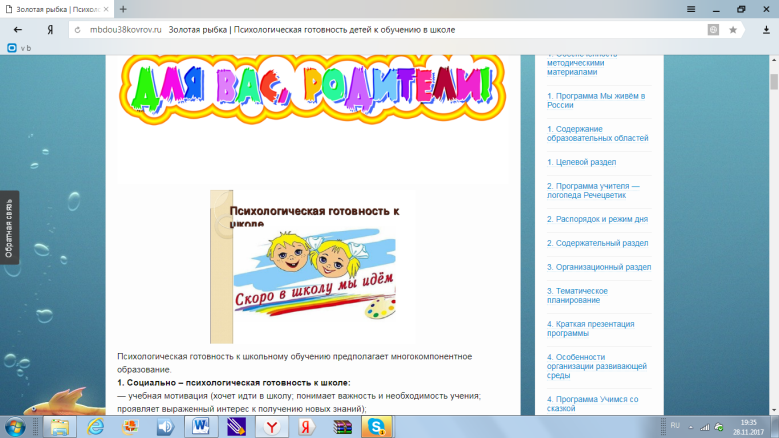 Золотая рыбка | Психол
mbdou38kovrov.ru Золотая рыбка | Психологическая готовность детей к обучению в школе
v b
ДЛЯ ВАС, РОДИТЕЛИ!
Обратная связь
Психологическая готовность к
школе
Скоро в школу мы идём
Психологическая готовность к школьному обучению предполагает многокомпонентное
образование.
1. Социально – психологическая готовность к школе:
— учебная мотивация (хочет идти в школу; понимает важность и необходимость учения;
проявляет выраженный интерес к получению новых знаний);
методическими
материалами
1. Программа Мы живём в
России
1. Содержание
образовательных областей
1. Целевой раздел
2. Программа учителя —
логопеда Речецветик
2. Распорядок и режим дня
2. Содержательный раздел
3. Организационный раздел
3. Тематическое
планирование
4. Краткая презентация
программы
4. Особенности
организации развивающей
среды
4. Программа Учимся со
сказкой
RU
19:35
28.11.2017